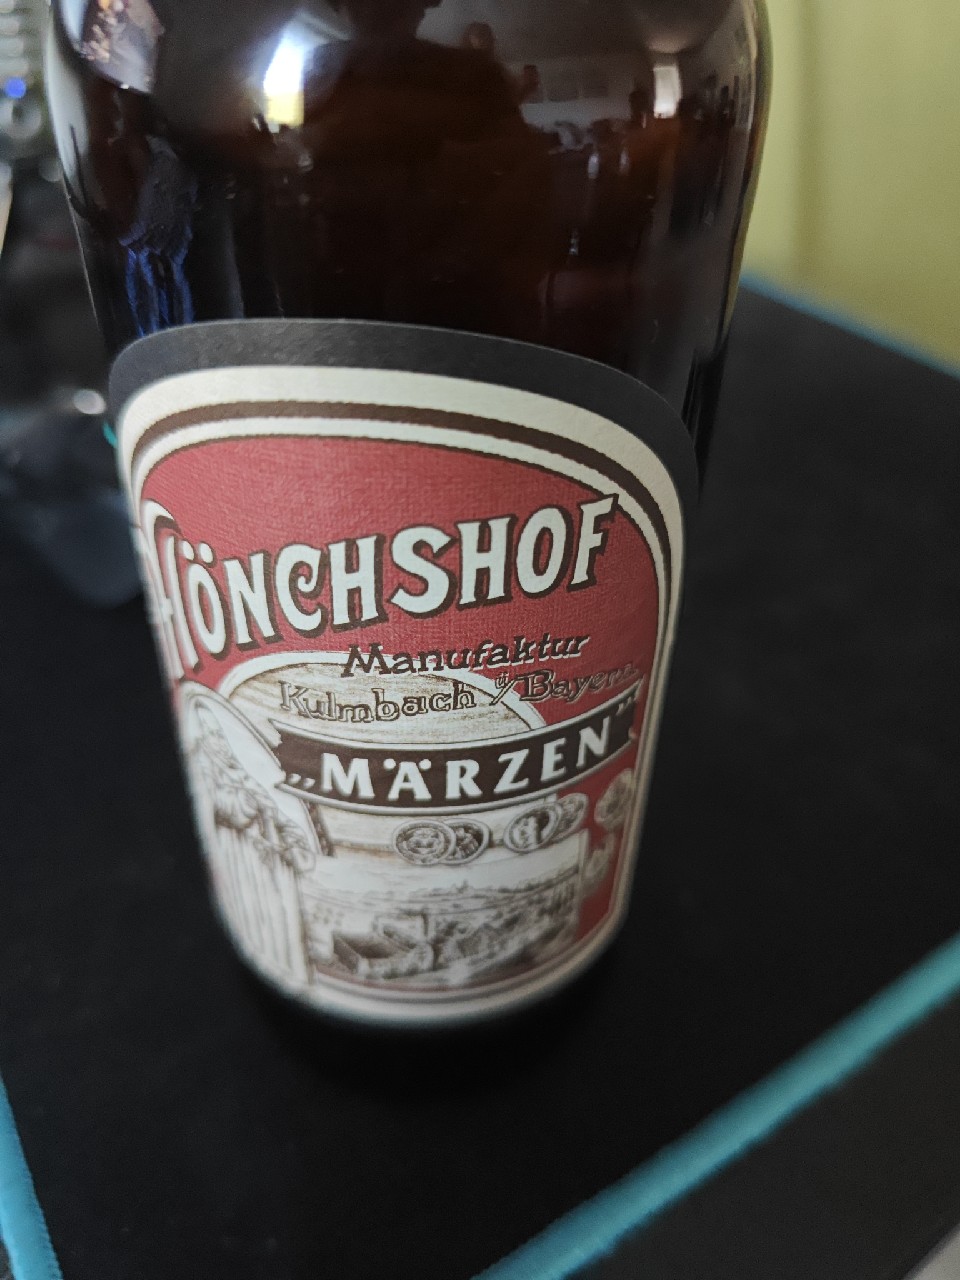 MÖNCHSHOF
Manufaktur
Kulmbach i/Bayern
„MÄRZEN"